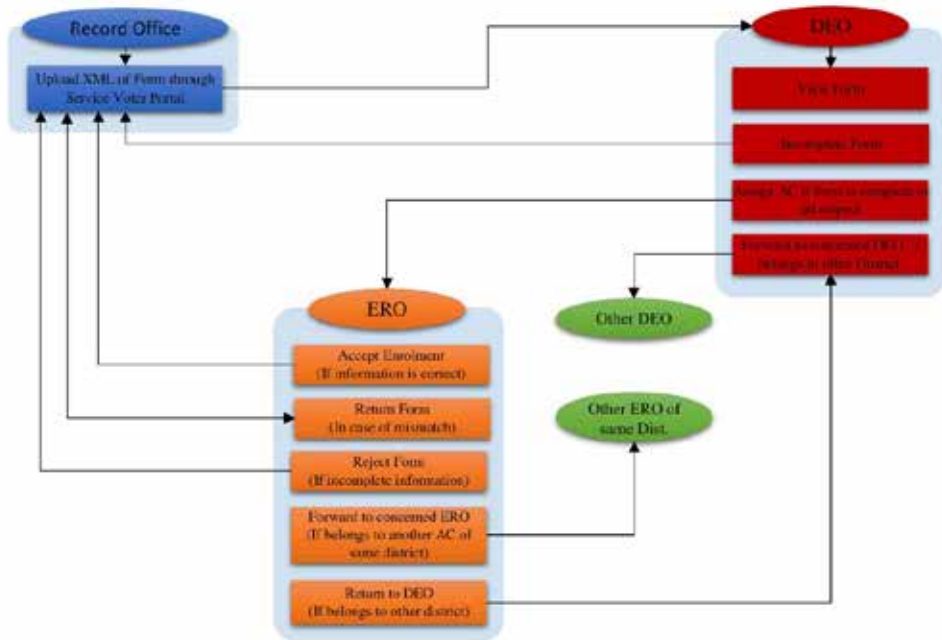 Record Office
Upload XML of Form through
Service Voter Portal
DEO
View Form
Incomplete Form
Assign AC if form is complete in
all respect
Forward to concerned DEO
belongs to other District
ERO
Accept Enrolment
(If information is correct)
Return Form
(In case of mismatch)
Reject Form
(If incomplete information)
Forward to concerned ERO
(If belongs to another AC of
same district)
Return to DEO
(If belongs to other district)
Other DEO
Other ERO of
same Dist.